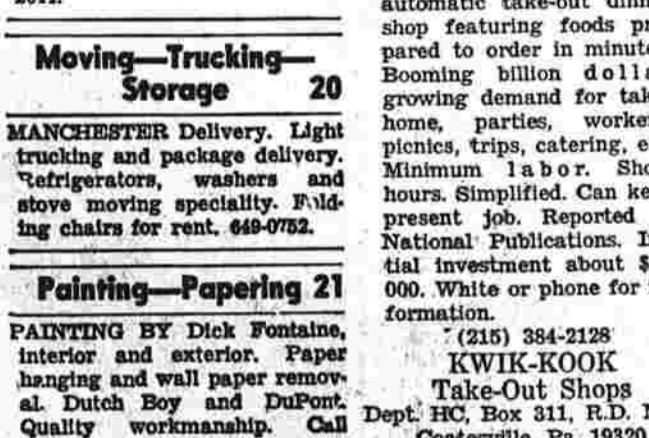 Moving—Trucking—
Storage 20
MANCHESTER Delivery. Light
trucking and package delivery.
Refrigerators, washers and
stove moving speciality. Fold-
ing chairs for rent. 649-0752.
Painting—Papering 21
PAINTING BY Dick Fontaine,
interior and exterior. Paper
hanging and wall paper remov-
al. Dutch Boy and DuPont.
Quality workmanship. Call
automatic take-out
shop featuring foods
pared to order in
Booming billion
growing demand for
home, parties,
picnics, trips, catering,
Minimum labor.
hours. Simplified. Can
present job. Reported
National Publications.
tial investment about $
000. White or phone for
formation.
(215) 384-2128
KWIK-KOOK
Take-Out Shops
Dept. HC, Box 311, R.D.
Pa. 19320